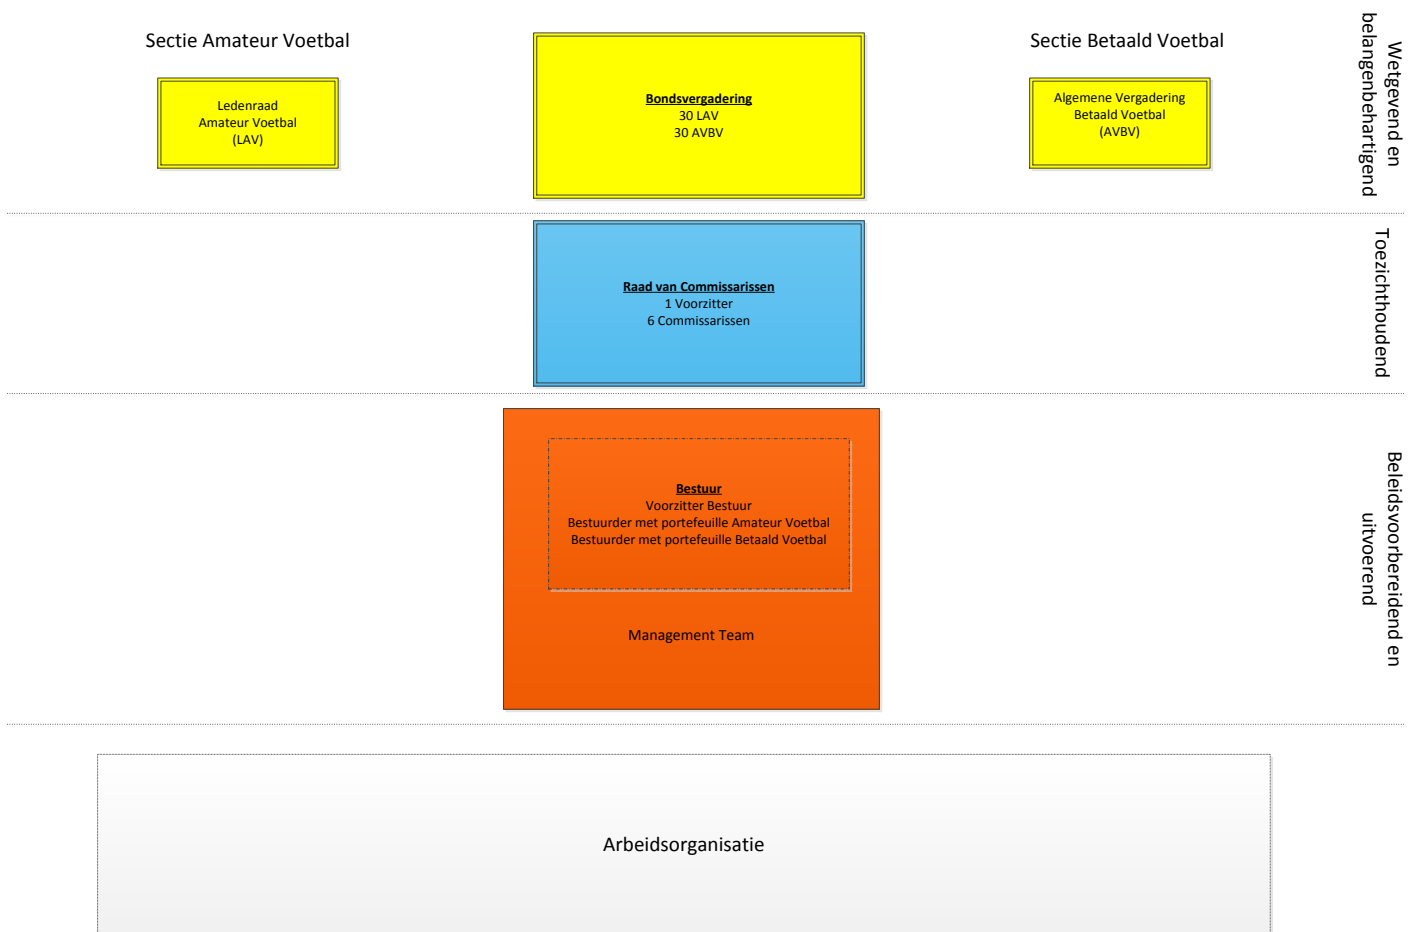 Sectie Amateur Voetbal
Ledenraad
Amateur Voetbal
(LAV)
Bondsvergadering
30 LAV
30 AVBV
Sectie Betaald Voetbal
Algemene Vergadering
Betaald Voetbal
(AVBV)
Wetgevend en
belangenbehartigend
Raad van Commissarissen
1 Voorzitter
6 Commissarissen
Toezichthoudend
Bestuur
Voorzitter Bestuur
Bestuurder met portefeuille Amateur Voetbal
Bestuurder met portefeuille Betaald Voetbal
Management Team
Beleidsvoorbereidend en
uitvoerend
Arbeidsorganisatie